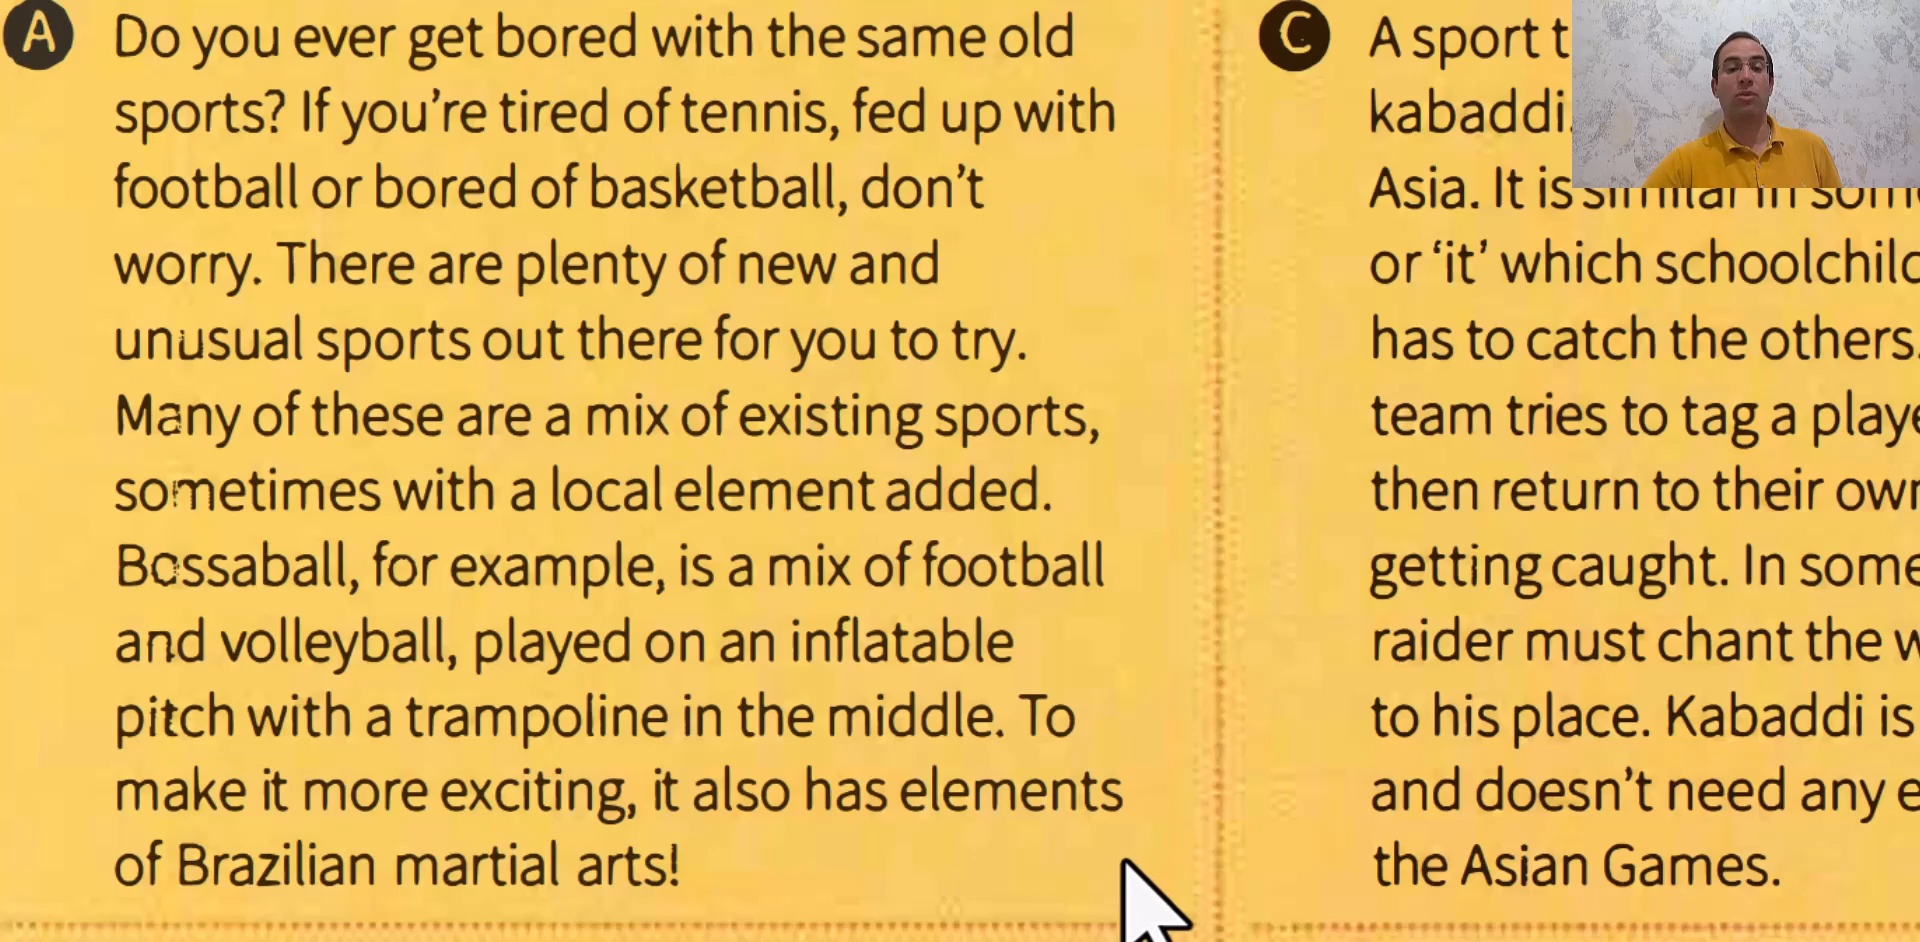 A
Do you ever get bored with the same old
sports? If you're tired of tennis, fed up with
football or bored of basketball, don't
worry. There are plenty of new and
unusual sports out there for you to try.
Many of these are a mix of existing sports,
sometimes with a local element added.
Bossaball, for example, is a mix of football
and volleyball, played on an inflatable
pitch with a trampoline in the middle. To
make it more exciting, it also has elements
of Brazilian martial arts!
C
A sport
kabaddi.
Asia. It is similar in
or 'it' which
has to catch the others.
team tries to tag a
then return to their
getting caught. In
raider must chant the
to his place. Kabaddi is
and doesn't need any
the Asian Games.